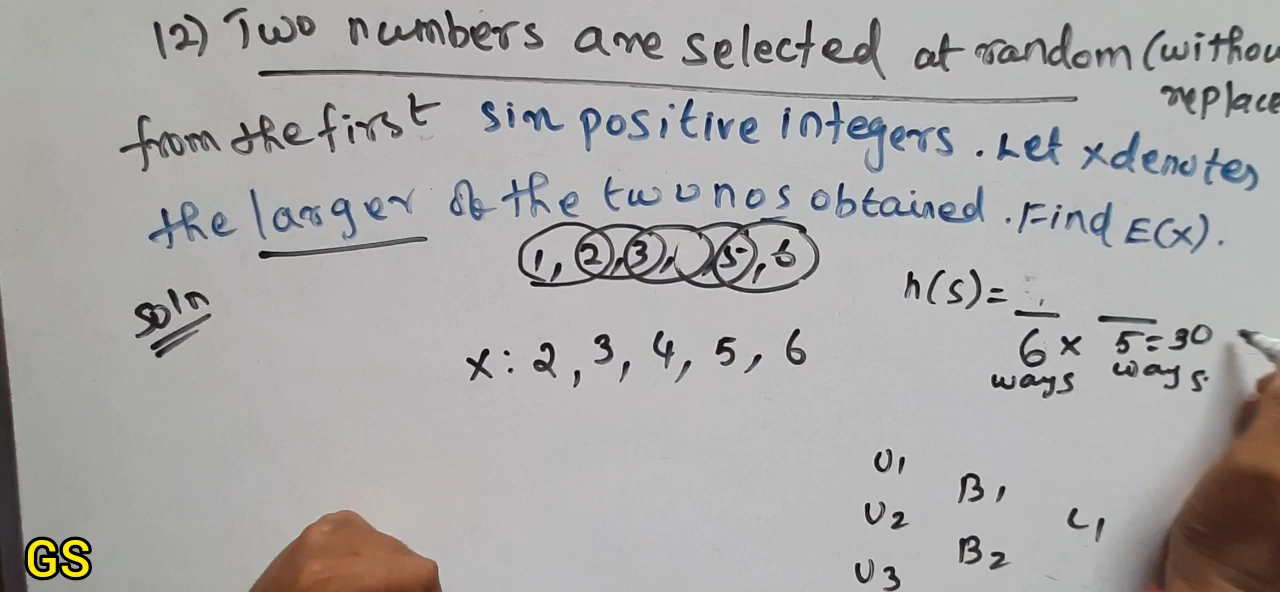 12) Two numbers are selected at random (withou
replace
from the first six positive integers. Let x denotes
the larger of the two nos obtained. Find E(X).
1, 2, 3, 5, 6
Soln
n(s) =
6 x 5 = 30
ways ways.
X: 2, 3, 4, 5, 6
U1
B1
U2
L1
B2
U3
GS